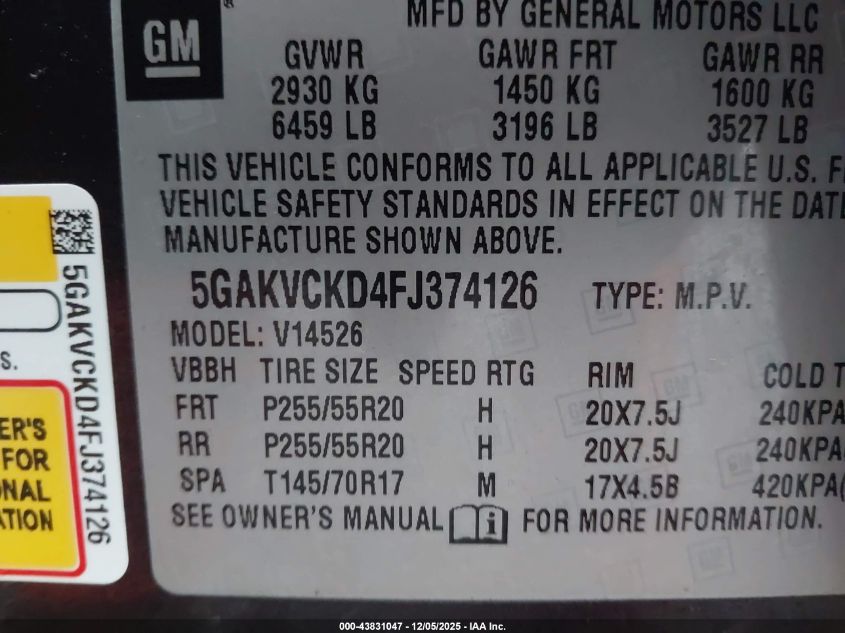 GM
®
MFD BY GENERAL MOTORS LLC
GVWR GAWR FRT GAWR RR
2930 KG 1450 KG 1600 KG
6459 LB 3196 LB 3527 LB
THIS VEHICLE CONFORMS TO ALL APPLICABLE U.S. F
VEHICLE SAFETY STANDARDS IN EFFECT ON THE DATE
MANUFACTURE SHOWN ABOVE.
5GAKVCKD4FJ374126 TYPE: M.P.V.
MODEL: V14526
VBBH TIRE SIZE SPEED RTG RIM COLD T
FRT P255/55R20 H 20X7.5J 240KPA
RR P255/55R20 H 20X7.5J 240KPA
SPA T145/70R17 M 17X4.5B 420KPA(
SEE OWNER'S MANUAL i FOR MORE INFORMATION.
5GAKVCKD4FJ374126
S.
ER'S
FOR
ONAL
ATION
000-43831047 - 12/05/2025 - IAA Inc.